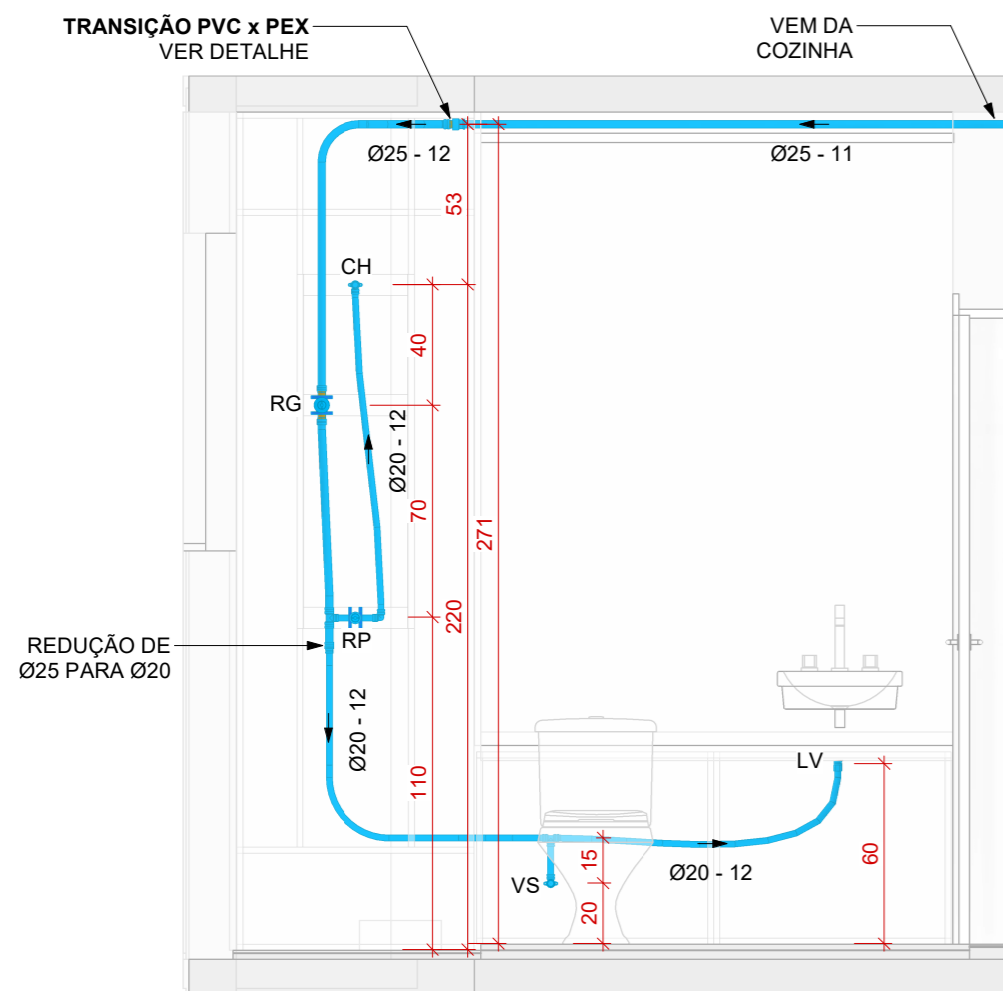 TRANSIÇÃO PVC x PEX
VER DETALHE
VEM DA
COZINHA
Ø25 - 12
Ø25 - 11
53
CH
40
RG
Ø20 - 12
70
271
220
RP
REDUÇÃO DE
Ø25 PARA Ø20
Ø20 - 12
110
LV
60
15
Ø20 - 12
VS
20